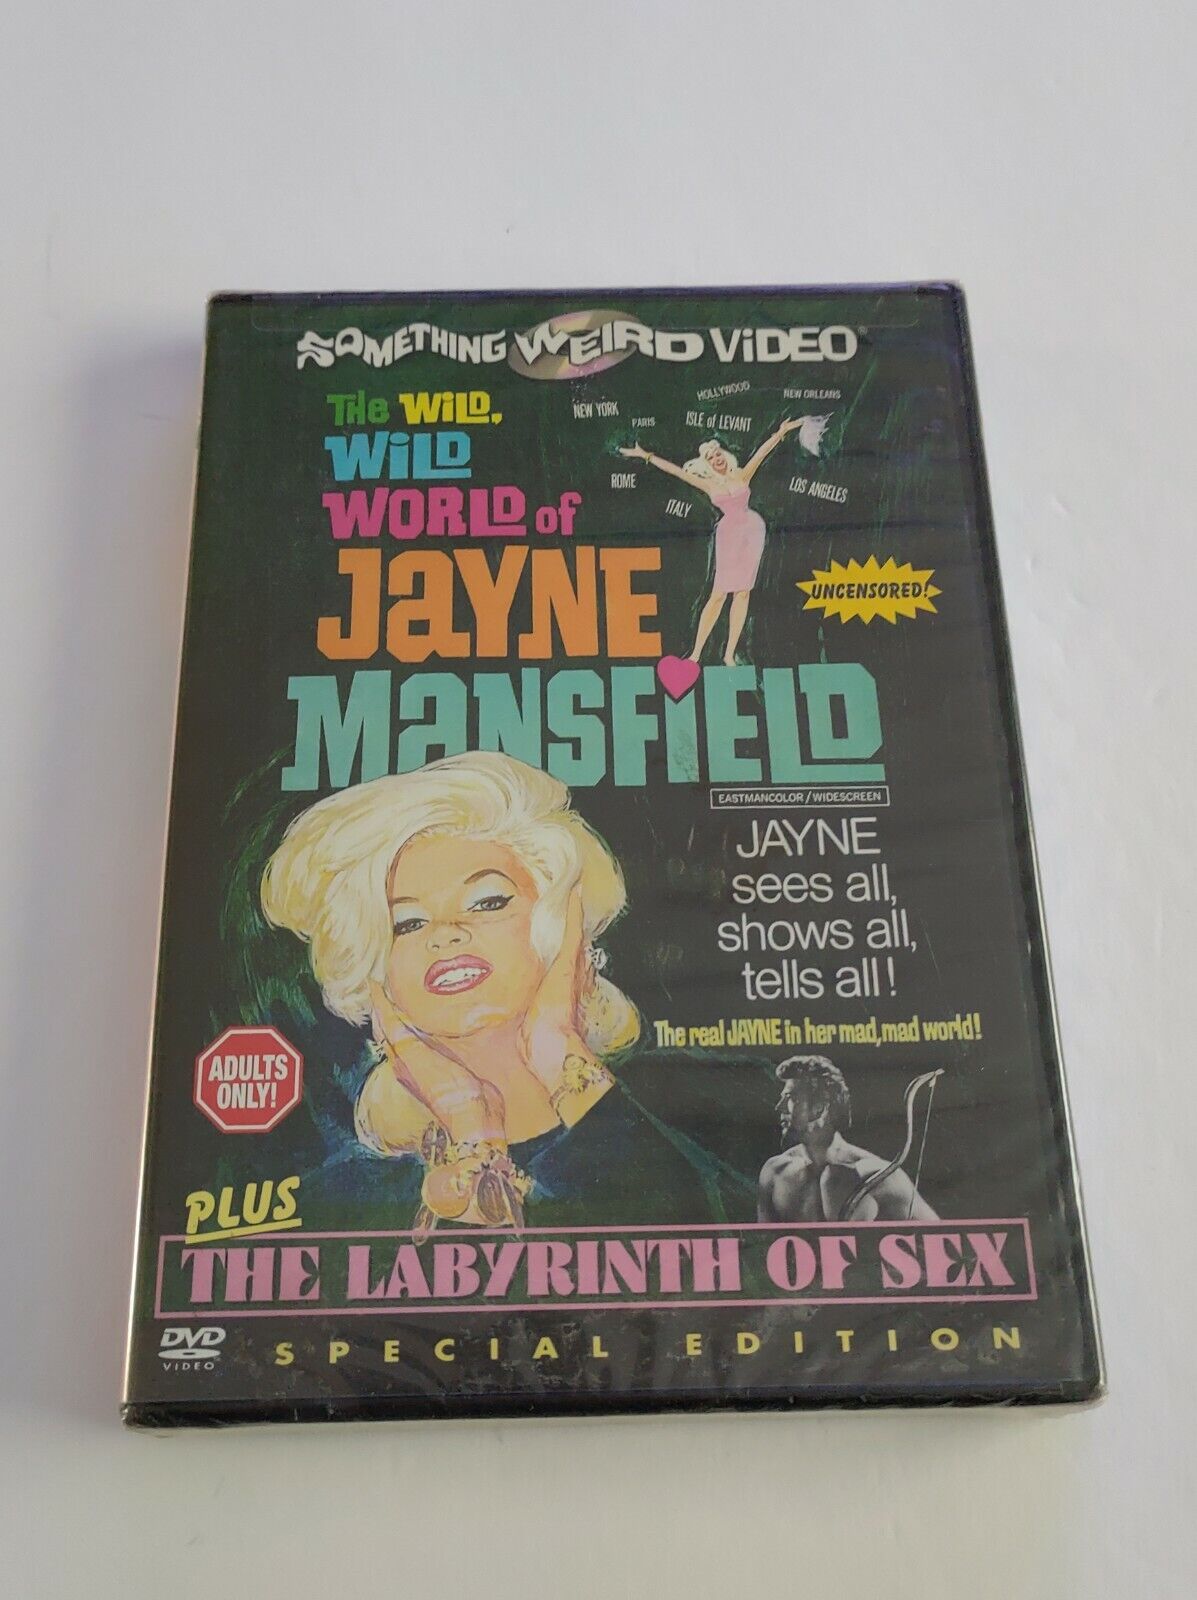 SOMETHING WEIRD VIDEO®
The WILD,
WILD
WORLD of
JAYNE
MANSFIELD
NEW YORK
HOLLYWOOD
NEW ORLEANS
PARIS
ISLE of LEVANT
ROME
ITALY
LOS ANGELES
UNCENSORED!
EASTMANCOLOR / WIDESCREEN
JAYNE
sees all,
shows all,
tells all!
The real JAYNE in her mad, mad world!
ADULTS
ONLY!
PLUS
THE LABYRINTH OF SEX
DVD
VIDEO
SPECIAL EDITION